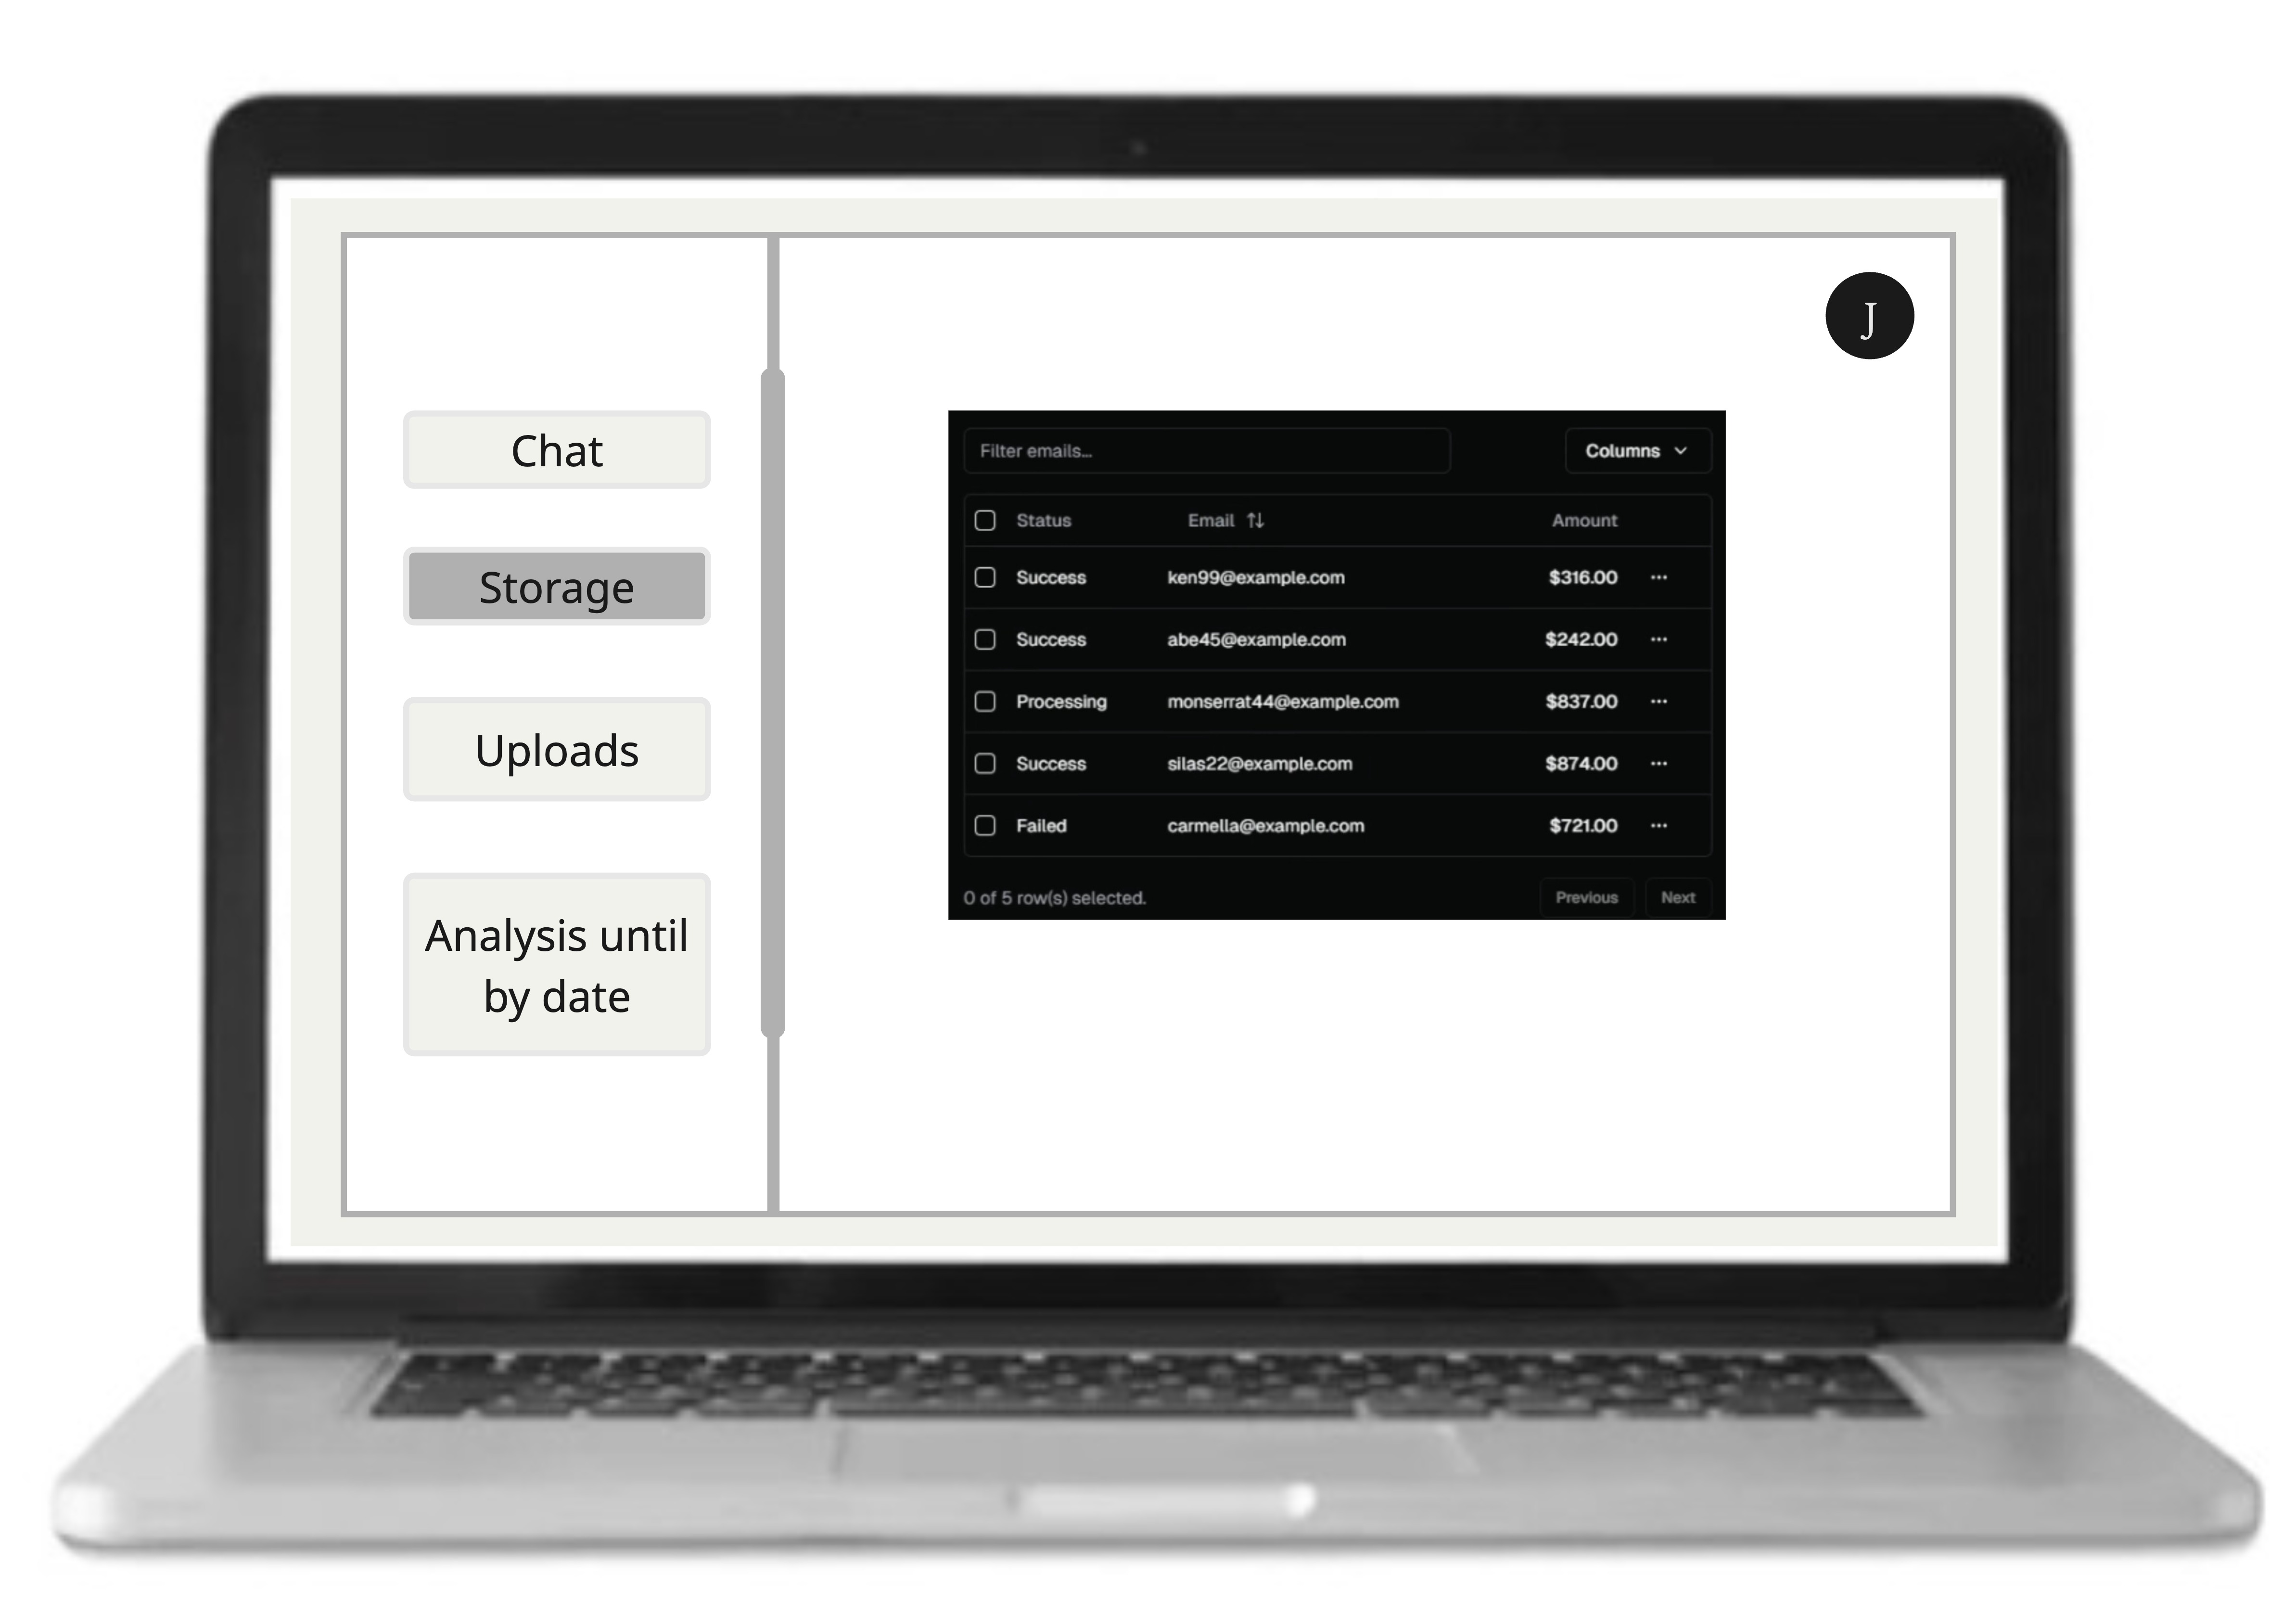 J
Chat
Storage
Uploads
Analysis until
by date
Filter emails...
Columns
Status Email Amount
Success ken99@example.com $316.00 ...
Success abe45@example.com $242.00 ...
Processing monserrat44@example.com $837.00 ...
Success silas22@example.com $874.00 ...
Failed carmella@example.com $721.00 ...
0 of 5 row(s) selected.
Previous Next